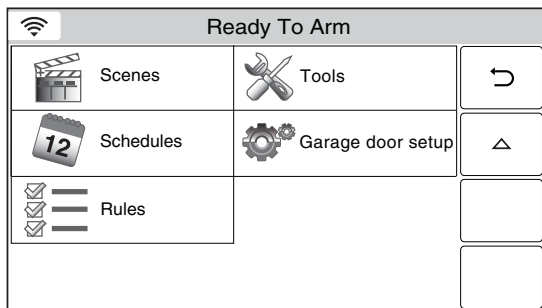 Ready To Arm
Scenes
Tools
12
Schedules
Garage door setup
Rules